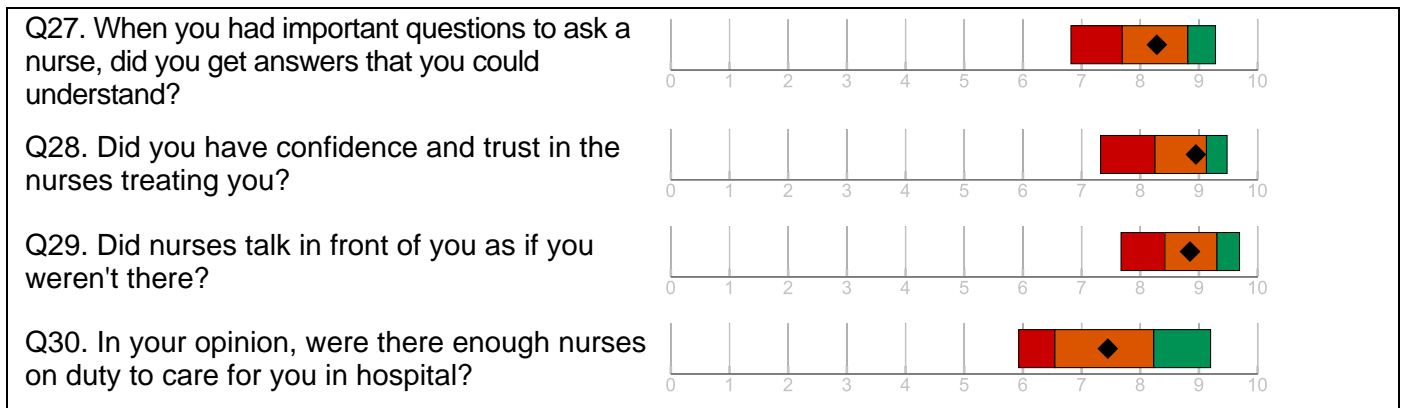 Q27. When you had important questions to ask a
nurse, did you get answers that you could
understand?
0 1 2 3 4 5 6 7 8 9 10
Q28. Did you have confidence and trust in the
nurses treating you?
0 1 2 3 4 5 6 7 8 9 10
Q29. Did nurses talk in front of you as if you
weren't there?
0 1 2 3 4 5 6 7 8 9 10
Q30. In your opinion, were there enough nurses
on duty to care for you in hospital?
0 1 2 3 4 5 6 7 8 9 10